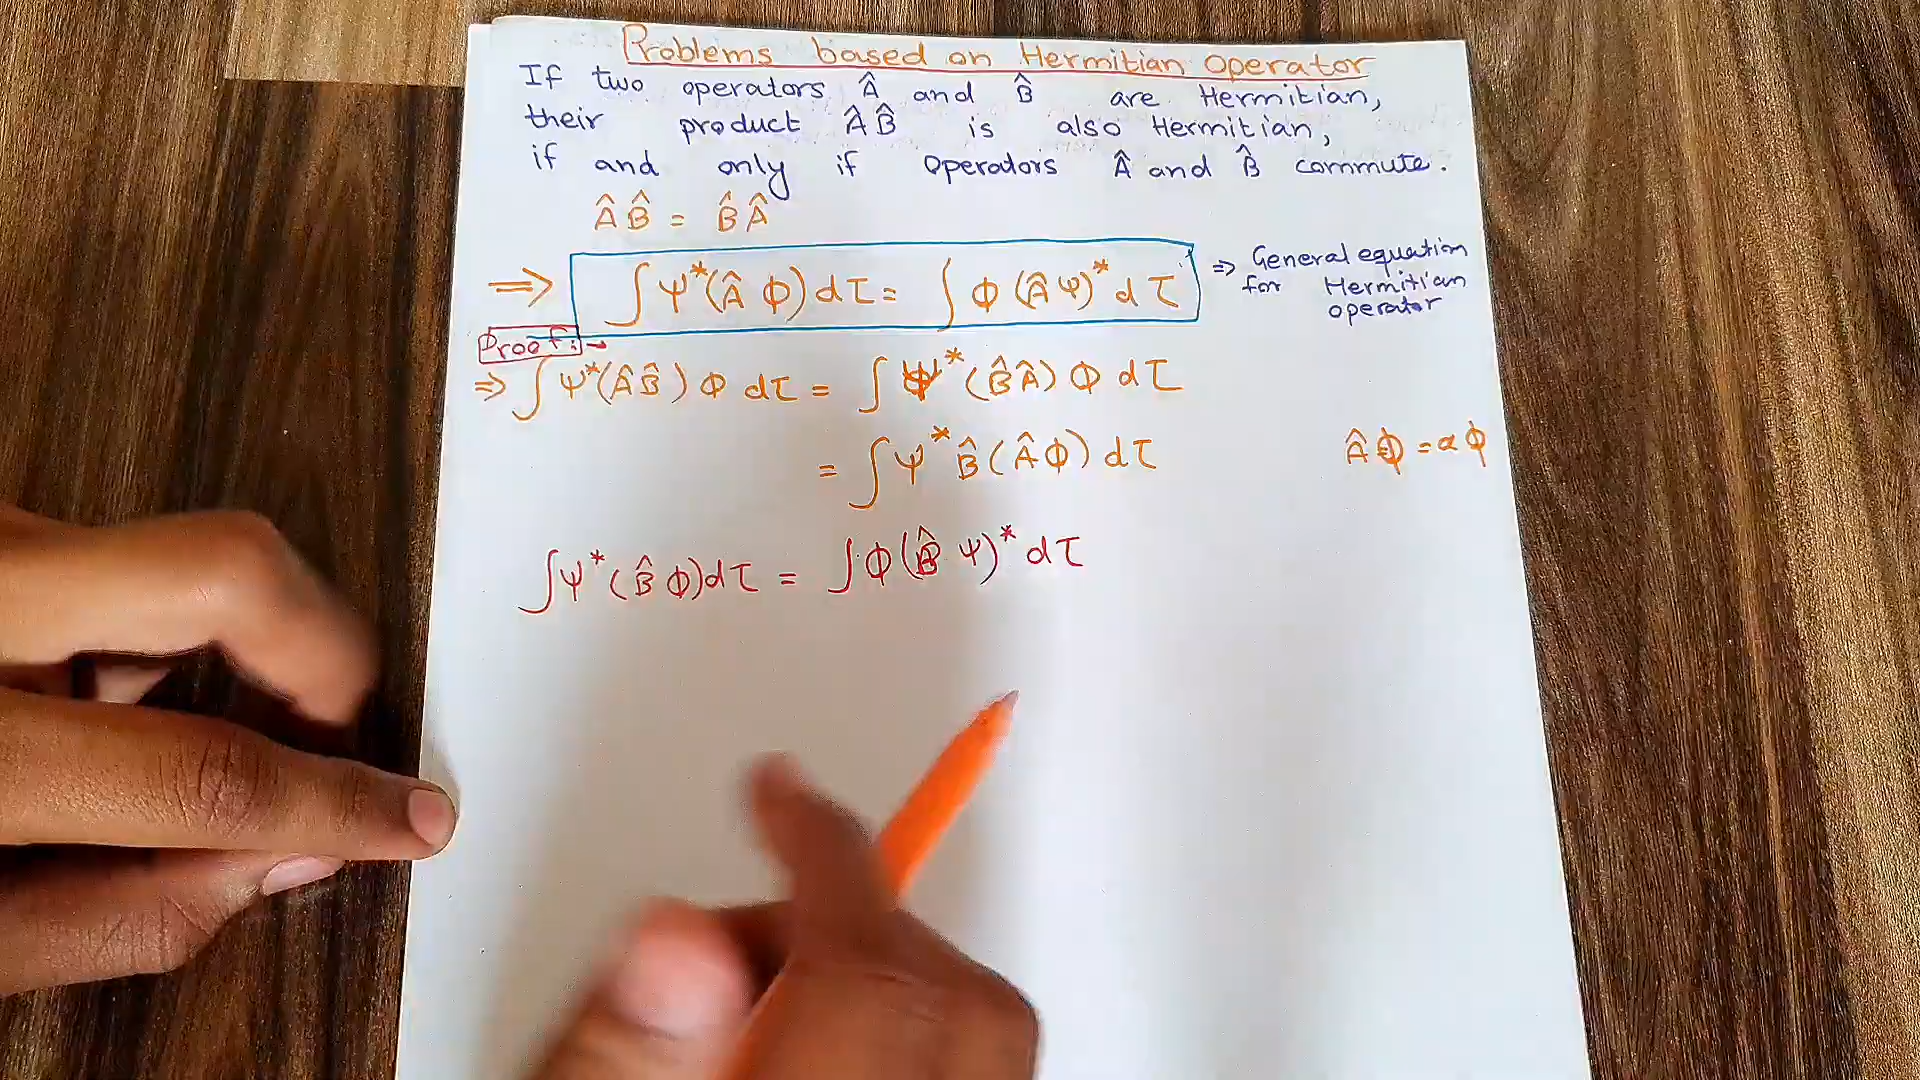 Problems based on Hermitian Operator
If two operators Â and B̂ are Hermitian,
their product ÂB̂ is also Hermitian,
if and only if operators Â and B̂ commute.
ÂB̂ = B̂Â
⇒ ∫ψ*(Â ϕ)dτ = ∫ϕ(Âψ)*dτ ⇒ General equation
for Hermitian
operator
Proof:→
⇒ ∫ψ*(ÂB̂)ϕ dτ = ∫ψ*(B̂Â)ϕ dτ
= ∫ψ*B̂(Âϕ)dτ
Âϕ = αϕ
∫ψ*(B̂ϕ)dτ = ∫ϕ(B̂ψ)*dτ